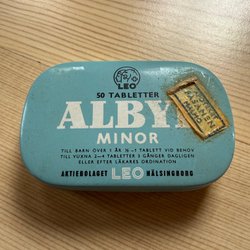 LEO
50 TABLETTER
ALBY
MINOR
TILL BARN ÖVER 1 ÅR ½–1 TABLETT VID BEHOV
TILL VUXNA 2–4 TABLETTER 3 GÅNGER DAGLIGEN
ELLER EFTER LÄKARES ORDINATION
AKTIEBOLAGET LEO HÄLSINGBORG